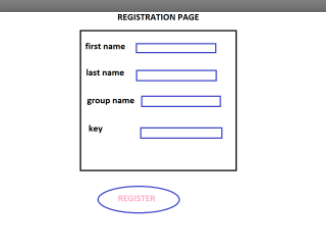 REGISTRATION PAGE
first name
last name
group name
key
REGISTER